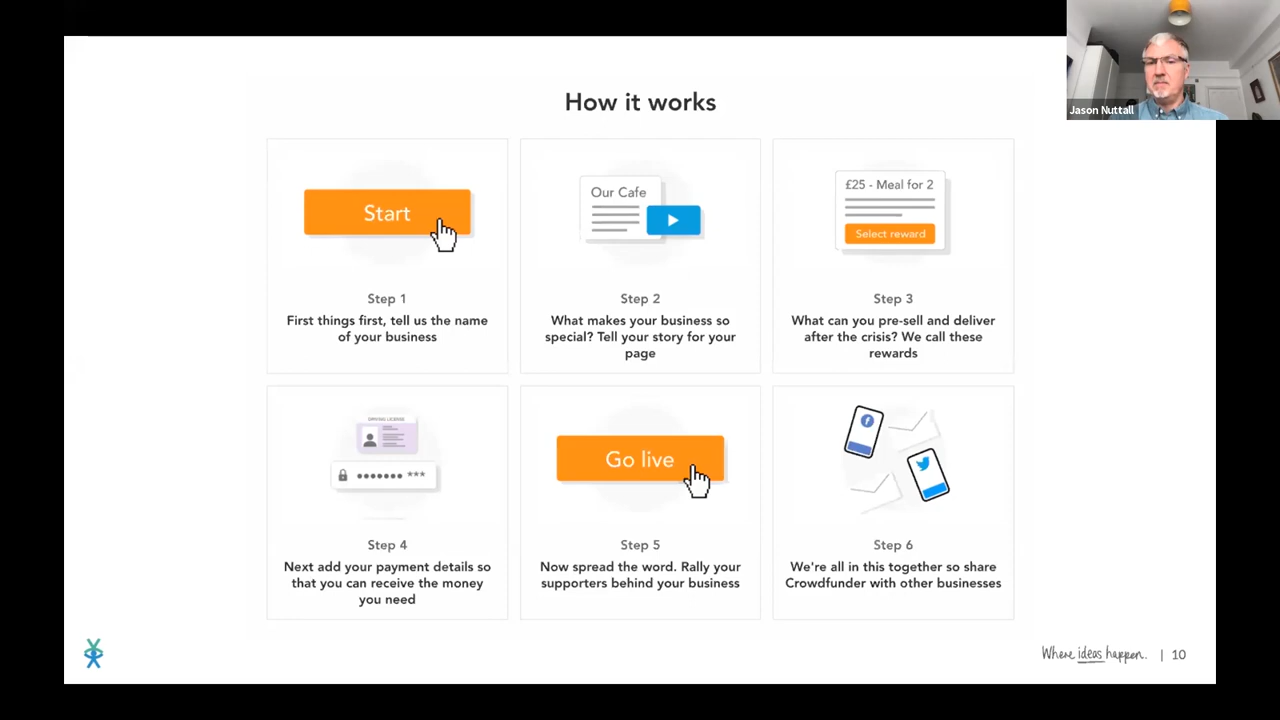 Jason Nuttall
How it works
Start
Step 1
First things first, tell us the name
of your business
Our Cafe
Step 2
What makes your business so
special? Tell your story for your
page
£25 - Meal for 2
Select reward
Step 3
What can you pre-sell and deliver
after the crisis? We call these
rewards
DRIVING LICENSE
***
Step 4
Next add your payment details so
that you can receive the money
you need
Go live
Step 5
Now spread the word. Rally your
supporters behind your business
Step 6
We're all in this together so share
Crowdfunder with other businesses
Where ideas happen. | 10